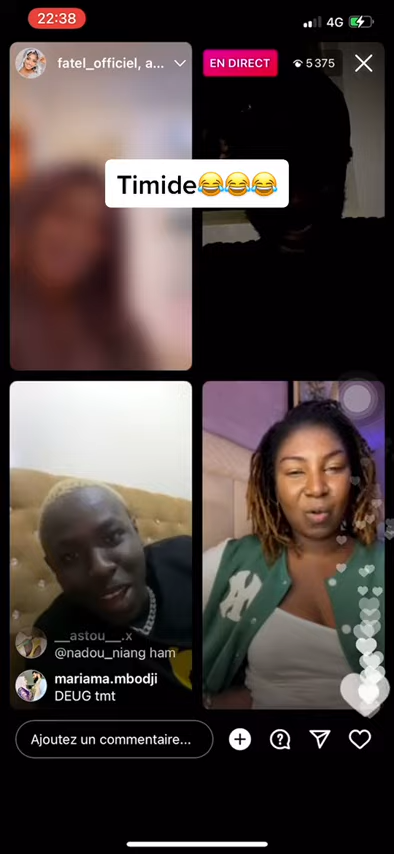 22:38
4G
fatel_officiel, a...
EN DIRECT
5 375
Timide😂😂😂
NY
__astou__.x
@nadou_niang ham
mariama.mbodji
DEUG tmt
Ajoutez un commentaire...